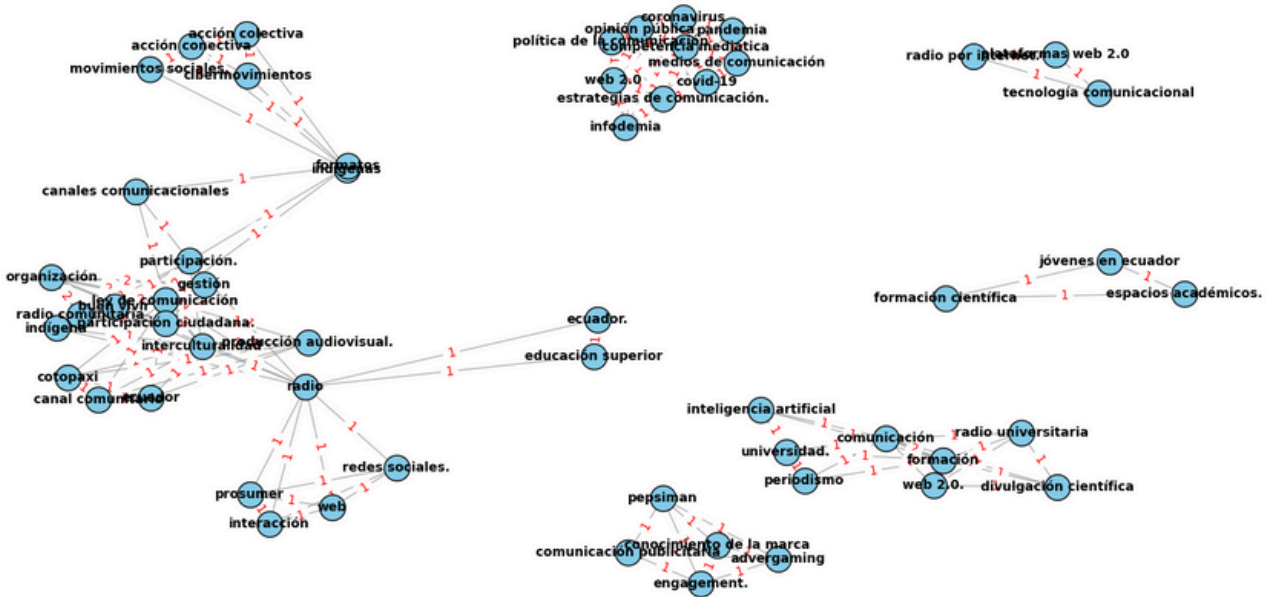 coronavirus
opinión pública
pandemia
acción colectiva
política de la comunicación
acción conectiva
competencia mediática
radio por internet.
plataformas web 2.0
medios de comunicación
movimientos sociales.
cibermovimientos
web 2.0
covid-19
tecnología comunicacional
estrategias de comunicación.
infodemia
formatos
indígenas
canales comunicacionales
participación.
jóvenes en ecuador
organización
gestión
espacios académicos.
formación científica
ley de comunicación
buen vivir
radio comunitaria
ecuador.
participación ciudadana.
indígena
producción audiovisual.
interculturalidad
educación superior
cotopaxi
radio
canal comunitario
ecuador
inteligencia artificial
radio universitaria
comunicación
universidad.
formación
redes sociales.
periodismo
web 2.0.
divulgación científica
prosumer
pepsiman
web
interacción
conocimiento de la marca
comunicación publicitaria
advergaming
engagement.